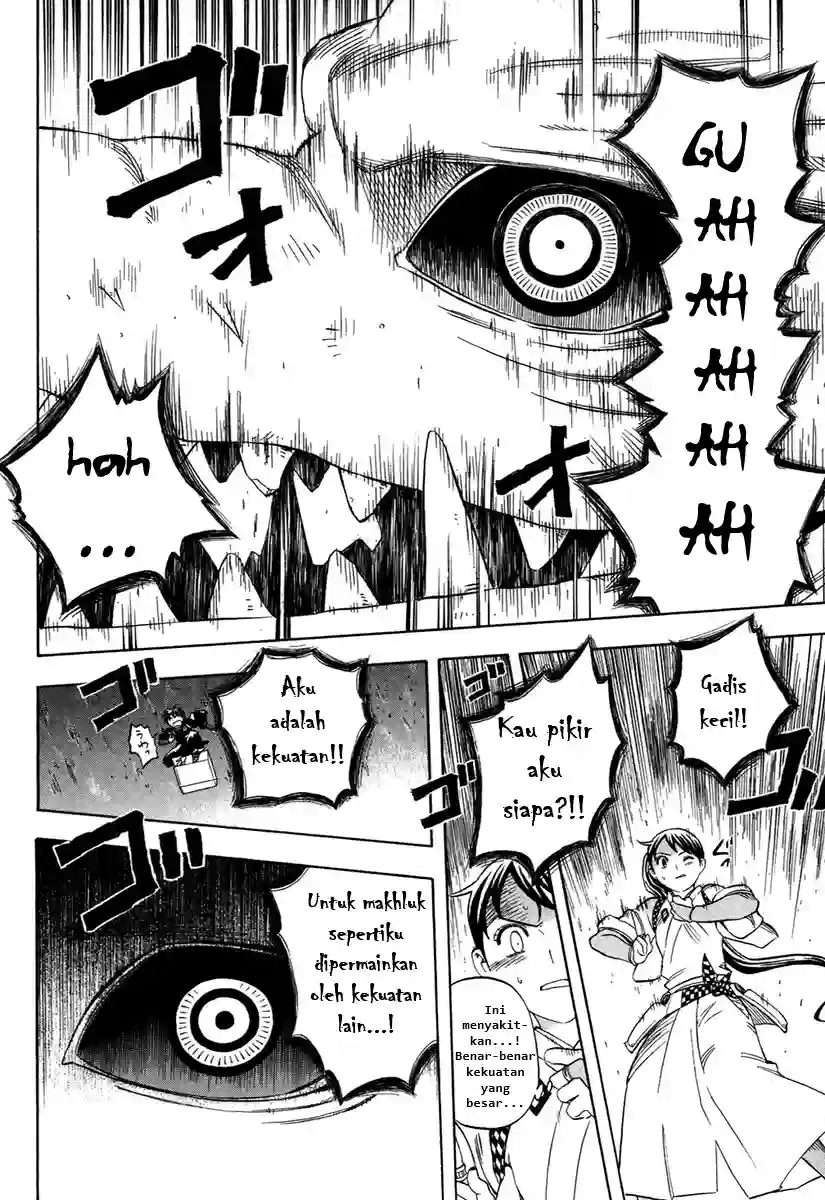 GU
AH
AH
AH
AH
AH
ゴ
オ
オ
hah
...
Gadis
kecil!
Kau pikir
aku
siapa?!!
ゴ
ゴ
Ini
menyakit-
kan...!
Benar-benar
kekuatan
yang
besar...
Aku
adalah
kekuatan!!
ゴ
Untuk makhluk
sepertiku
dipermainkan
oleh kekuatan
lain...!
ゴ